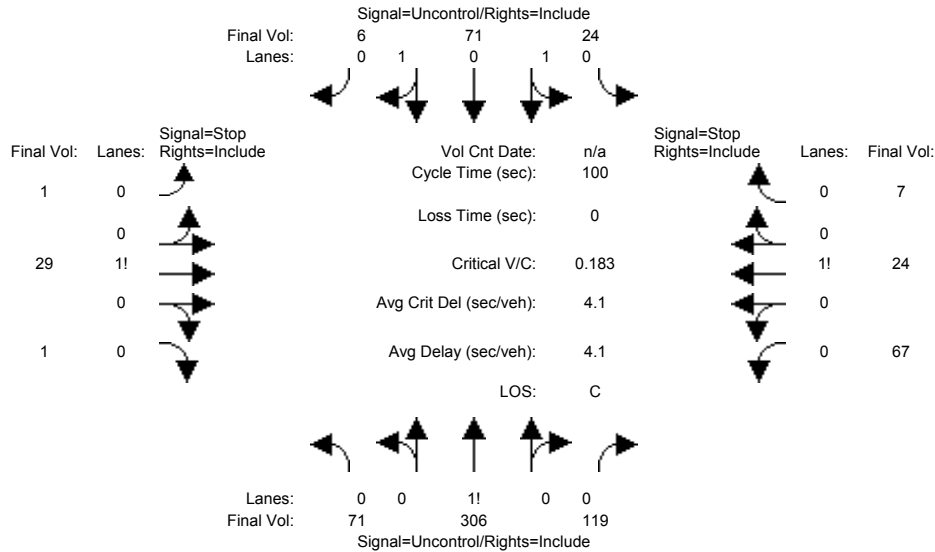 Signal=Uncontrol/Rights=Include
Final Vol: 6 71 24
Lanes: 0 1 0 1 0
Signal=Stop Signal=Stop
Final Vol: Lanes: Rights=Include Vol Cnt Date: n/a Rights=Include Lanes: Final Vol:
Cycle Time (sec): 100
1 0 0 7
Loss Time (sec): 0
0 0
29 1! Critical V/C: 0.183 1! 24
0 Avg Crit Del (sec/veh): 4.1 0
1 0 Avg Delay (sec/veh): 4.1 0 67
LOS: C
Lanes: 0 0 1! 0 0
Final Vol: 71 306 119
Signal=Uncontrol/Rights=Include